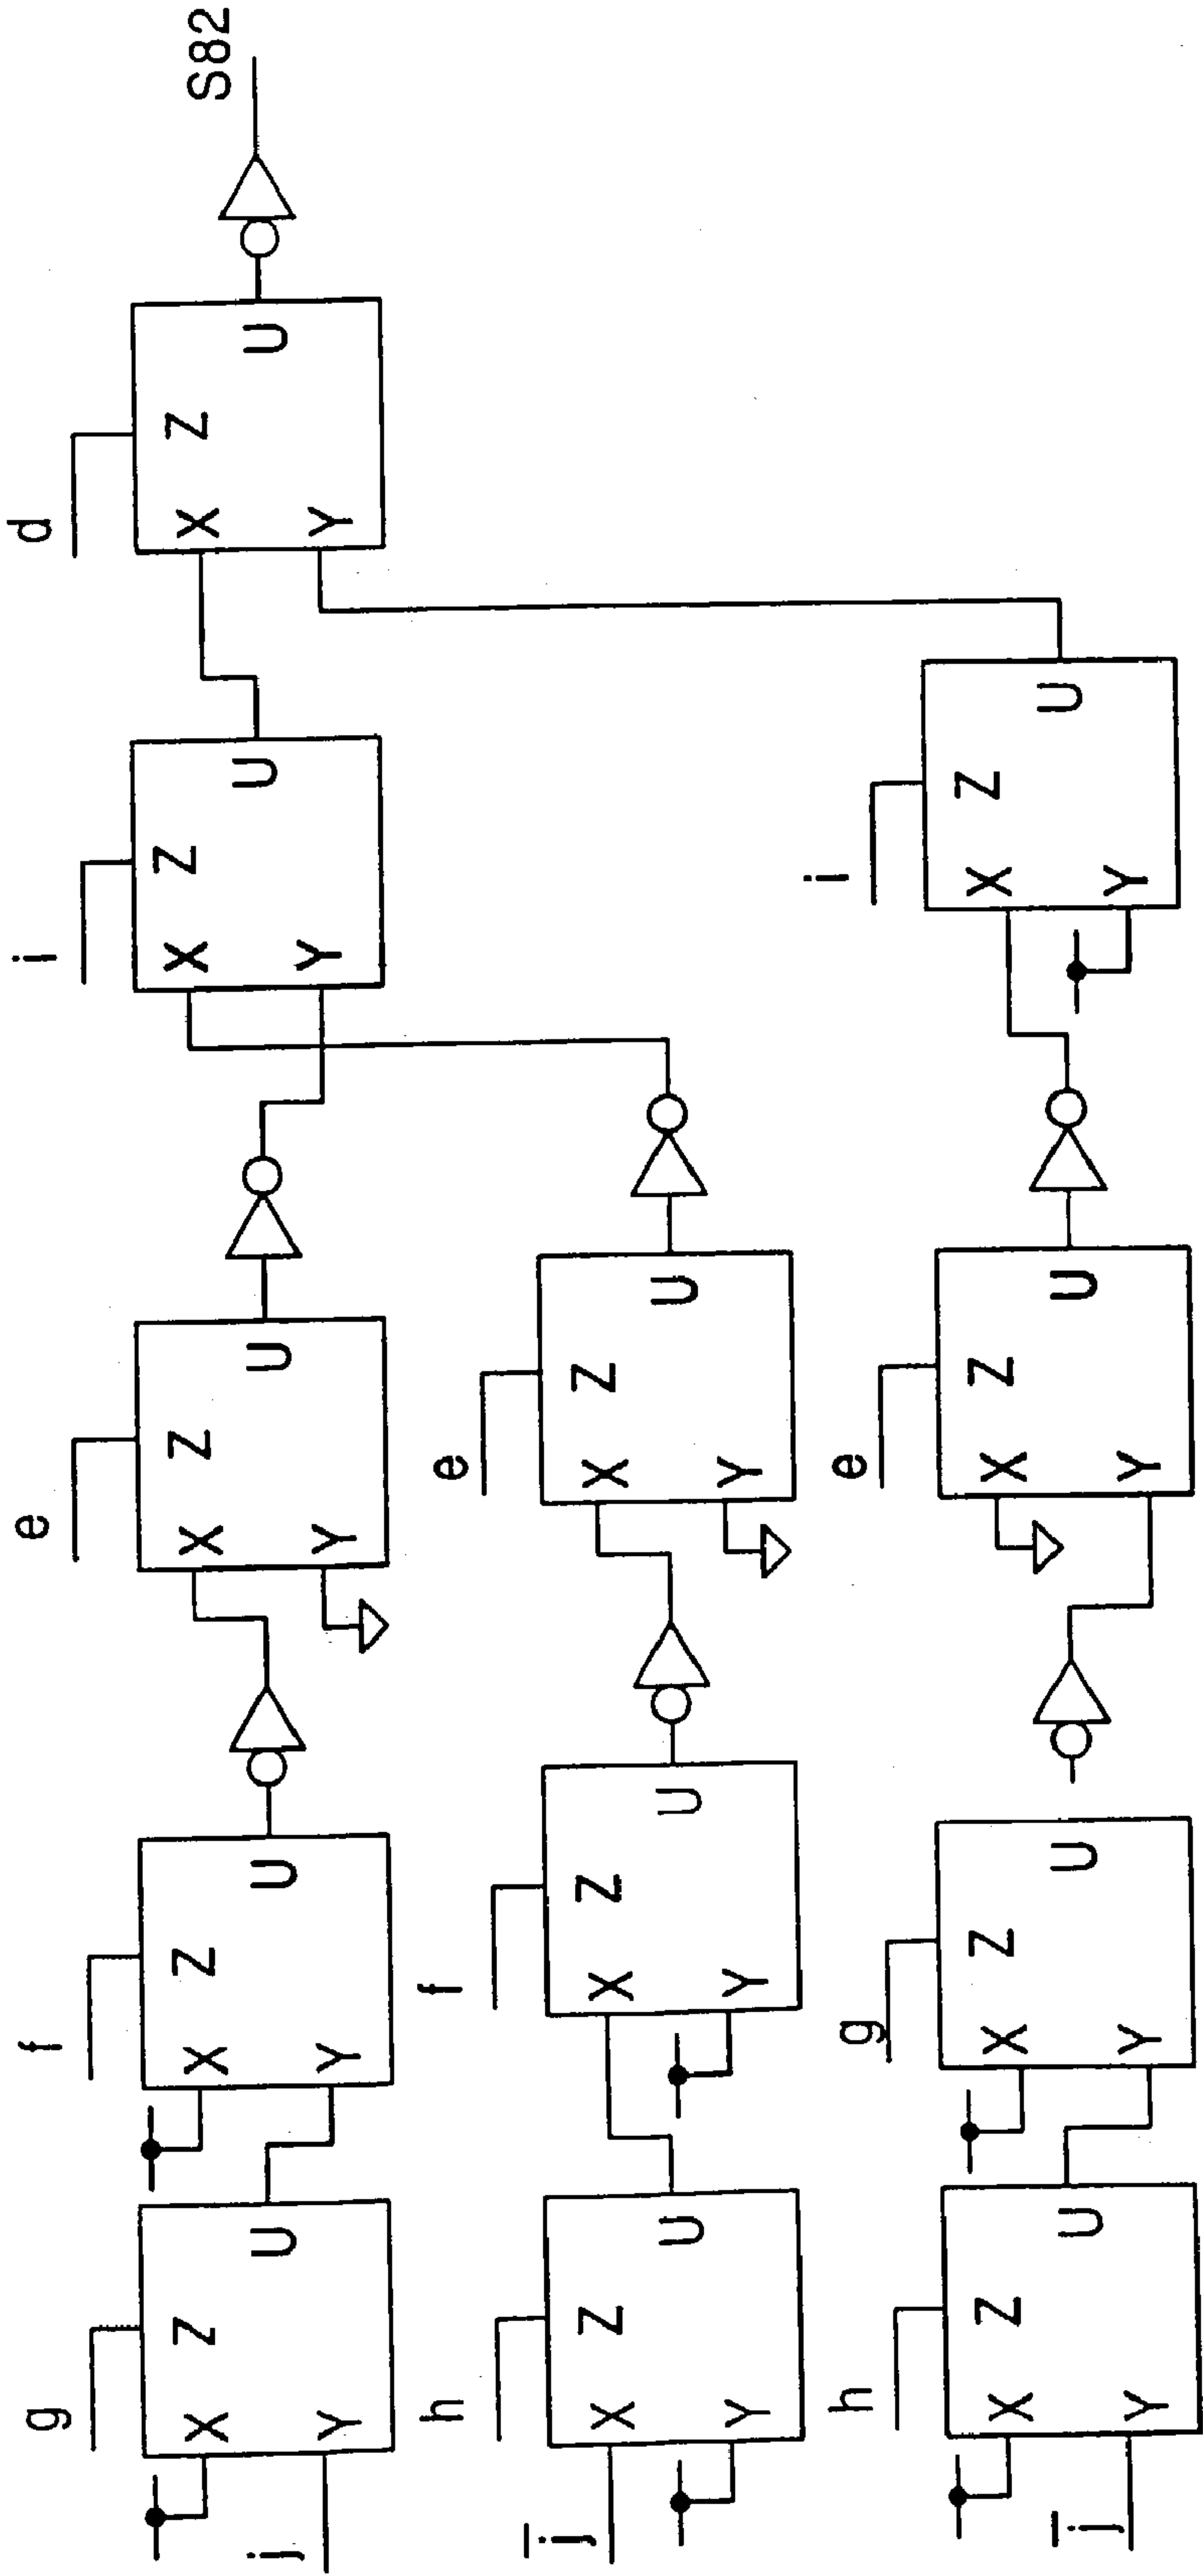 g f e i d
X Z X Z X Z X Z X Z S82
U U U U U
j Y Y Y Y Y
h f e
j̅ X Z X Z X Z
U U U
Y Y Y
h g e i
X Z X Z X Z X Z
U U U U
j̅ Y Y Y Y